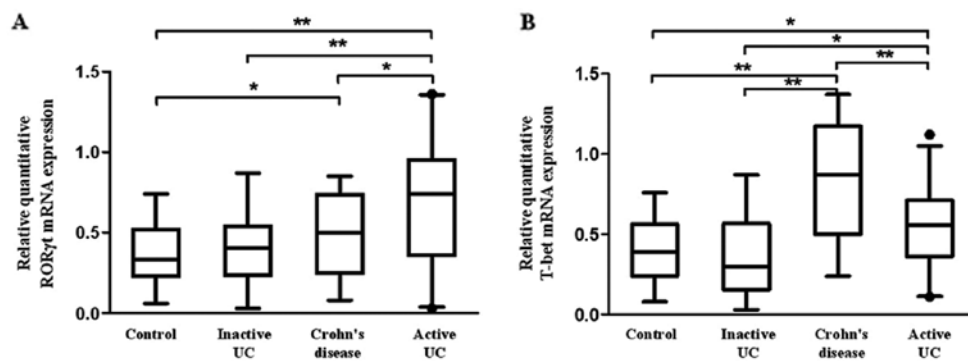 A
**
**
*
*
Relative quantitative
RORγt mRNA expression
1.5
1.0
0.5
0.0
Control
Inactive
UC
Crohn's
disease
Active
UC
B
*
*
**
**
**
Relative quantitative
T-bet mRNA expression
1.5
1.0
0.5
0.0
Control
Inactive
UC
Crohn's
disease
Active
UC